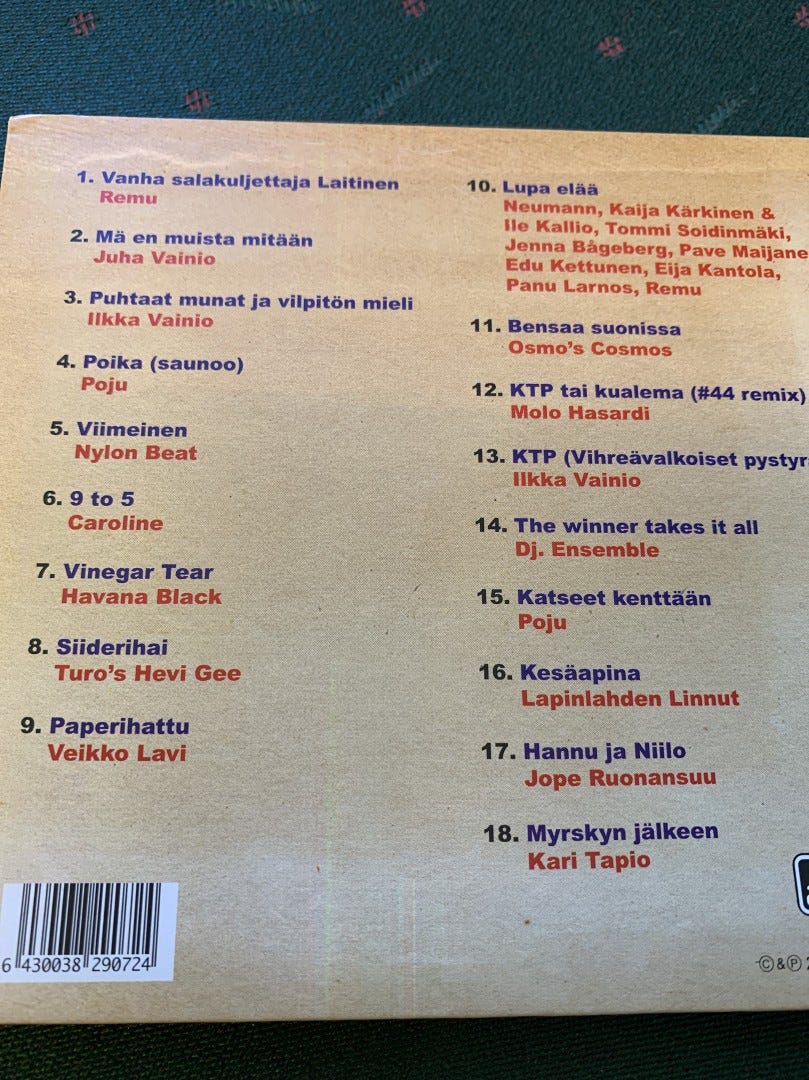 1. Vanha salakuljettaja Laitinen
Remu
2. Mä en muista mitään
Juha Vainio
3. Puhtaat munat ja vilpitön mieli
Ilkka Vainio
4. Poika (saunoo)
Poju
5. Viimeinen
Nylon Beat
6. 9 to 5
Caroline
7. Vinegar Tear
Havana Black
8. Siiderihai
Turo's Hevi Gee
9. Paperihattu
Veikko Lavi
10. Lupa elää
Neumann, Kaija Kärkinen &
Ile Kallio, Tommi Soidinmäki,
Jenna Bågeberg, Pave Maijane
Edu Kettunen, Eija Kantola,
Panu Larnos, Remu
11. Bensaa suonissa
Osmo's Cosmos
12. KTP tai kualema (#44 remix)
Molo Hasardi
13. KTP (Vihreävalkoiset pystyr
Ilkka Vainio
14. The winner takes it all
Dj. Ensemble
15. Katseet kenttään
Poju
16. Kesäapina
Lapinlahden Linnut
17. Hannu ja Niilo
Jope Ruonansuu
18. Myrskyn jälkeen
Kari Tapio
6 430038 290724
©&℗